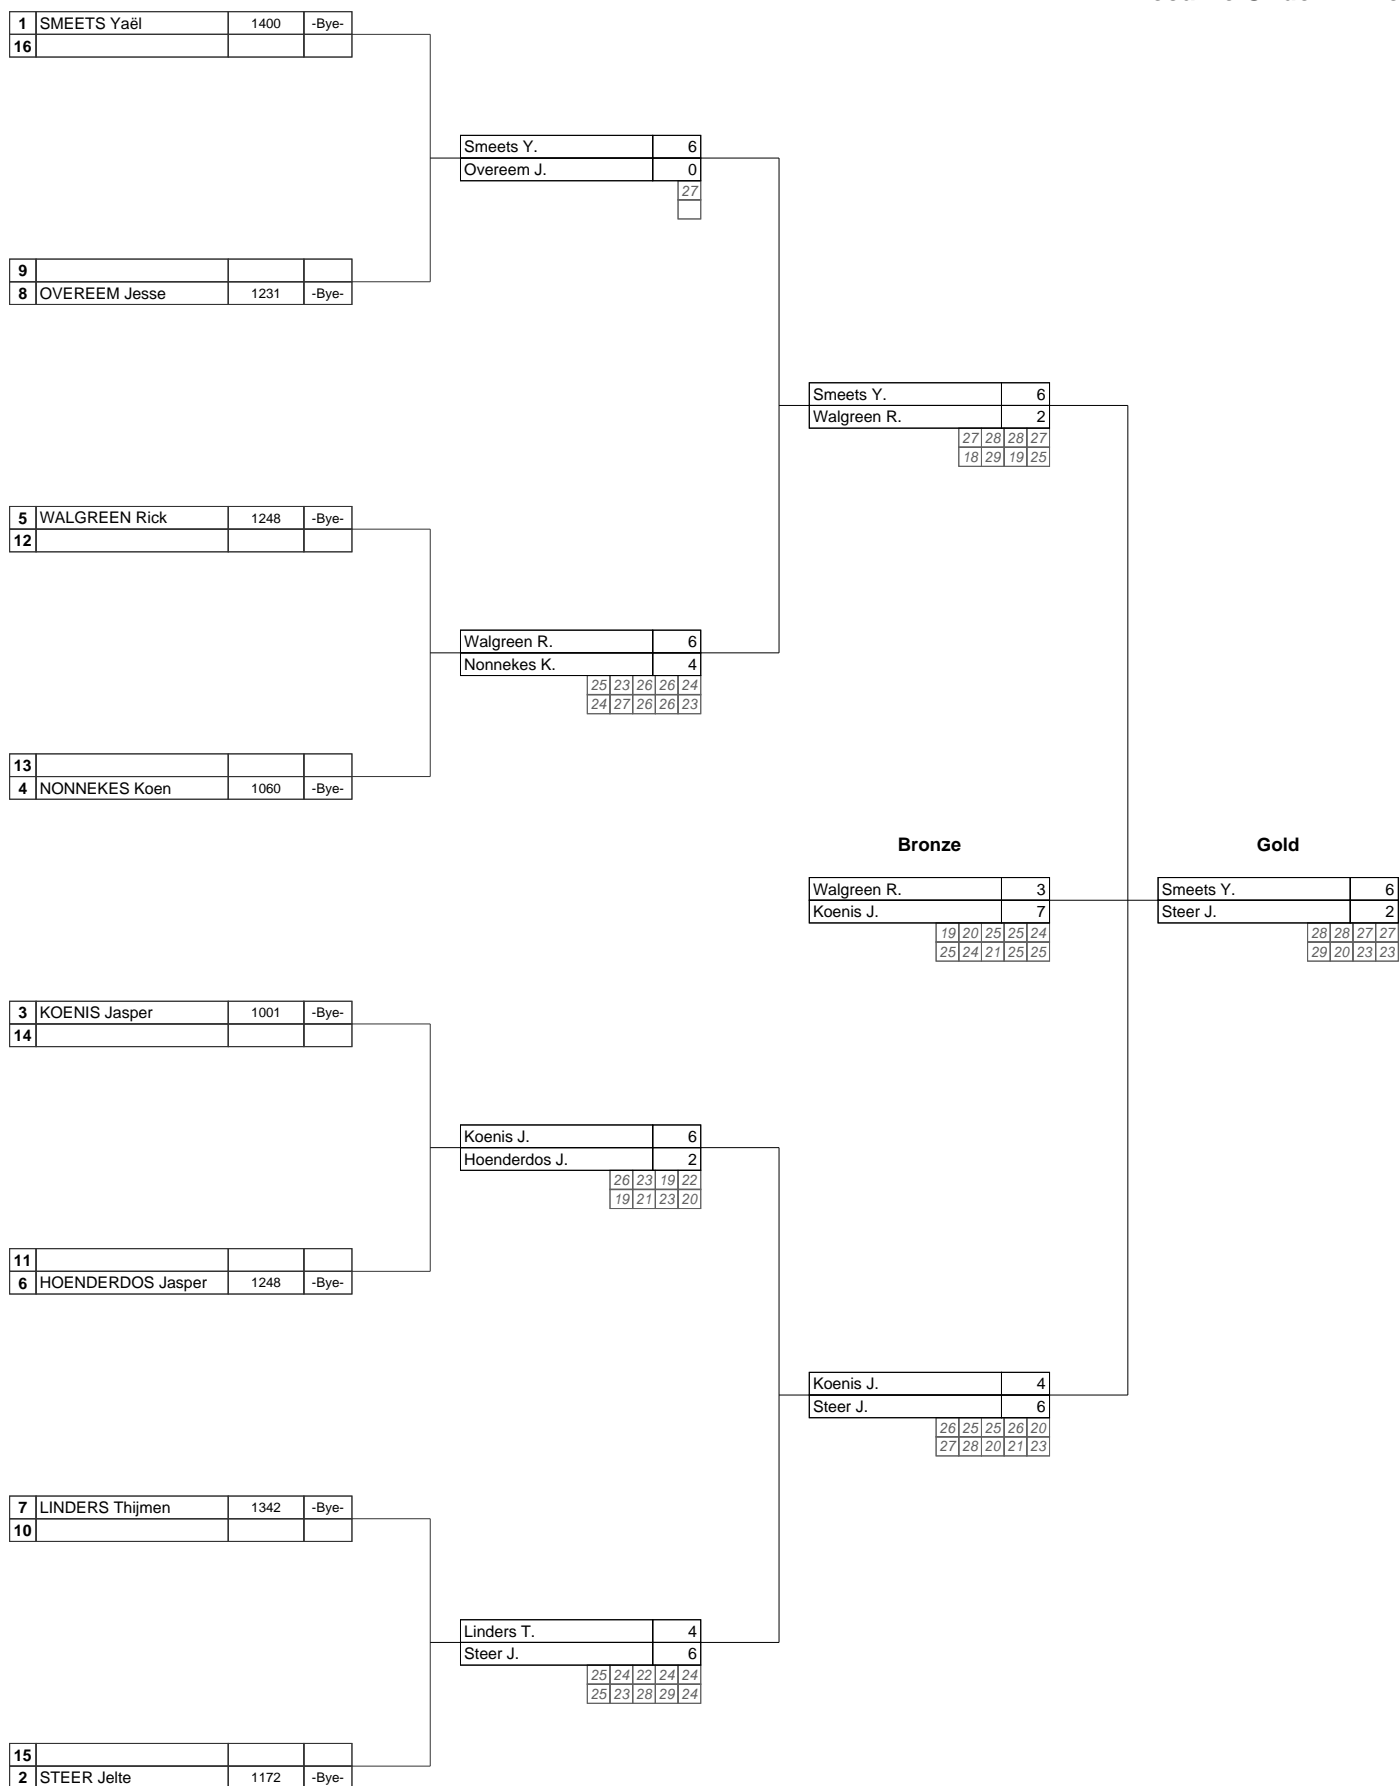 1 SMEETS Yaël 1400 -Bye-
16
Smeets Y. 6
Overeem J. 0
27
9
8 OVEREEM Jesse 1231 -Bye-
Smeets Y. 6
Walgreen R. 2
27 28 28 27
18 29 19 25
5 WALGREEN Rick 1248 -Bye-
12
Walgreen R. 6
Nonnekes K. 4
25 23 26 26 24
24 27 26 26 23
13
4 NONNEKES Koen 1060 -Bye-
Bronze
Gold
Walgreen R. 3
Koenis J. 7
19 20 25 25 24
25 24 21 25 25
Smeets Y. 6
Steer J. 2
28 28 27 27
29 20 23 23
3 KOENIS Jasper 1001 -Bye-
14
Koenis J. 6
Hoenderdos J. 2
26 23 19 22
19 21 23 20
11
6 HOENDERDOS Jasper 1248 -Bye-
Koenis J. 4
Steer J. 6
26 25 25 26 20
27 28 20 21 23
7 LINDERS Thijmen 1342 -Bye-
10
Linders T. 4
Steer J. 6
25 24 22 24 24
25 23 28 29 24
15
2 STEER Jelte 1172 -Bye-